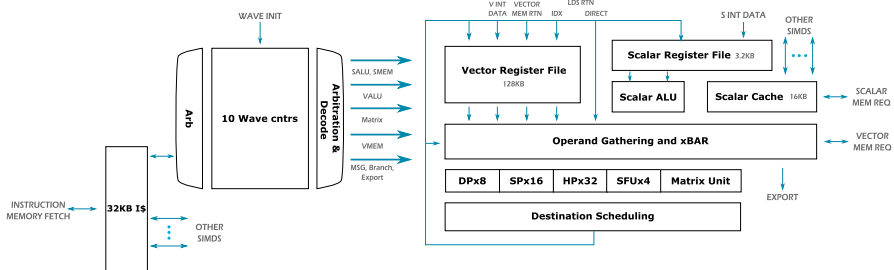 WAVE INIT
V INT
DATA
VECTOR
MEM RTN
IDX
LDS RTN
DIRECT
S INT DATA
OTHER
SIMDS
Arb
10 Wave cntrs
Arbitration &
Decode
SALU, SMEM
VALU
Matrix
VMEM
MSG, Branch,
Export
Vector Register File
128KB
Scalar Register File 3.2KB
Scalar ALU
Scalar Cache 16KB
SCALAR
MEM REQ
Operand Gathering and xBAR
VECTOR
MEM REQ
DPx8
SPx16
HPx32
SFUx4
Matrix Unit
EXPORT
Destination Scheduling
INSTRUCTION
MEMORY FETCH
32KB I$
OTHER
SIMDS